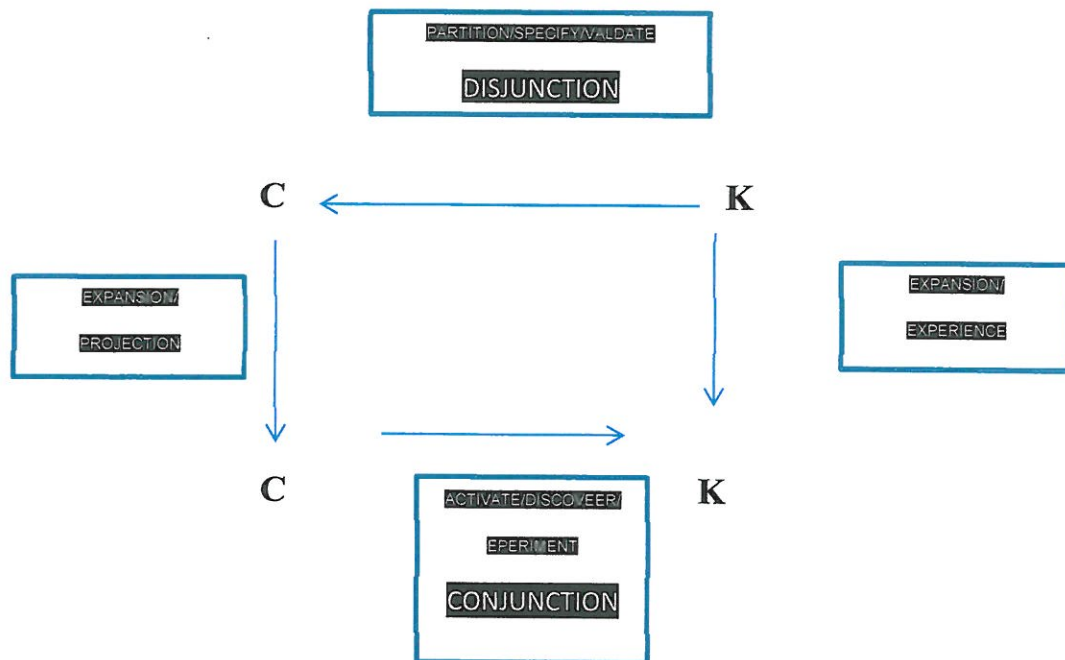 PARTITION/SPECIFY/VALDATE
DISJUNCTION
C K
EXPANSION/
PROJECTION
EXPANSION/
EXPERIENCE
C K
ACTIVATE/DISCOVEER/
EPERIMENT
CONJUNCTION